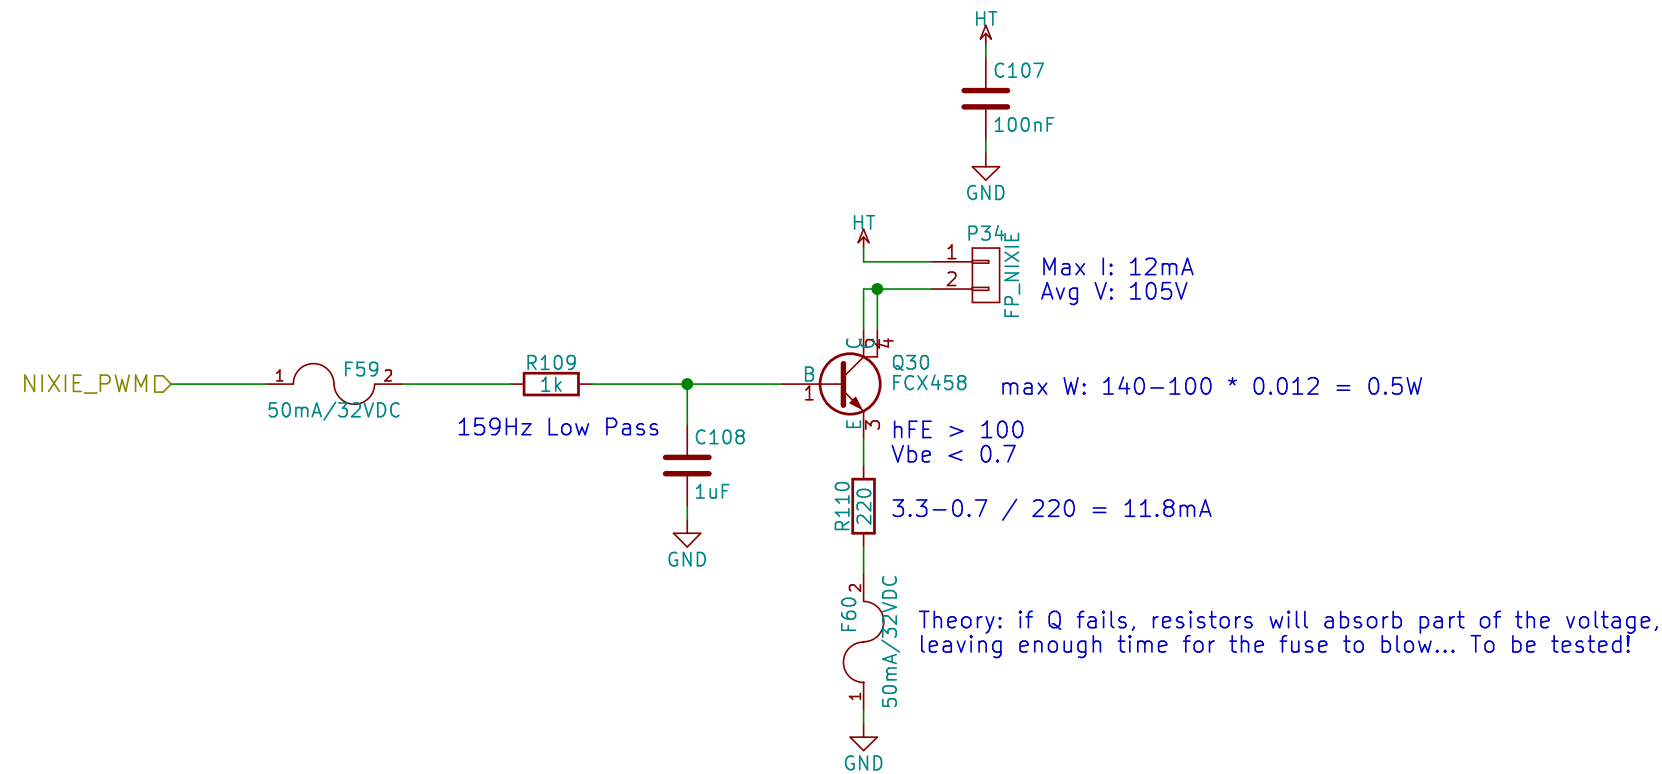 HT
C107
100nF
GND
HT
P34
1
2
FP_NIXIE
Max I: 12mA
Avg V: 105V
NIXIE_PWM
1
F59
2
50mA/32VDC
R109
1k
159Hz Low Pass
C108
1uF
GND
B
1
C
2
4
E
3
Q30
FCX458
max W: 140-100 * 0.012 = 0.5W
hFE > 100
Vbe < 0.7
R110
220
3.3-0.7 / 220 = 11.8mA
2
F60
50mA/32VDC
1
Theory: if Q fails, resistors will absorb part of the voltage,
leaving enough time for the fuse to blow... To be tested!
GND